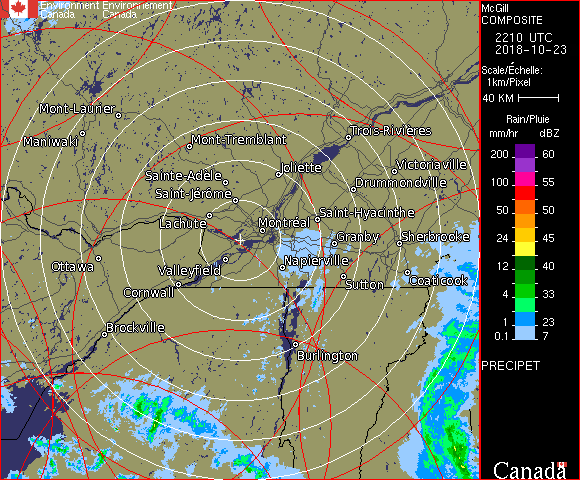 Environment Environnement
Canada Canada
McGill
COMPOSITE
2210 UTC
2018-10-23
Scale/Échelle:
1km/Pixel
40 KM
Rain/Pluie
mm/hr dBZ
200 60
100 55
50 50
24 45
12 40
4 33
1 23
0.1 7
PRECIPET
Canada
Mont-Laurier
Maniwaki
Mont-Tremblant
Trois-Rivières
Sainte-Adèle
Joliette
Victoriaville
Saint-Jérôme
Drummondville
Lachute
Montréal
Saint-Hyacinthe
Granby
Sherbrooke
Ottawa
Valleyfield
Napierville
Cornwall
Sutton
Coaticook
Brockville
Burlington